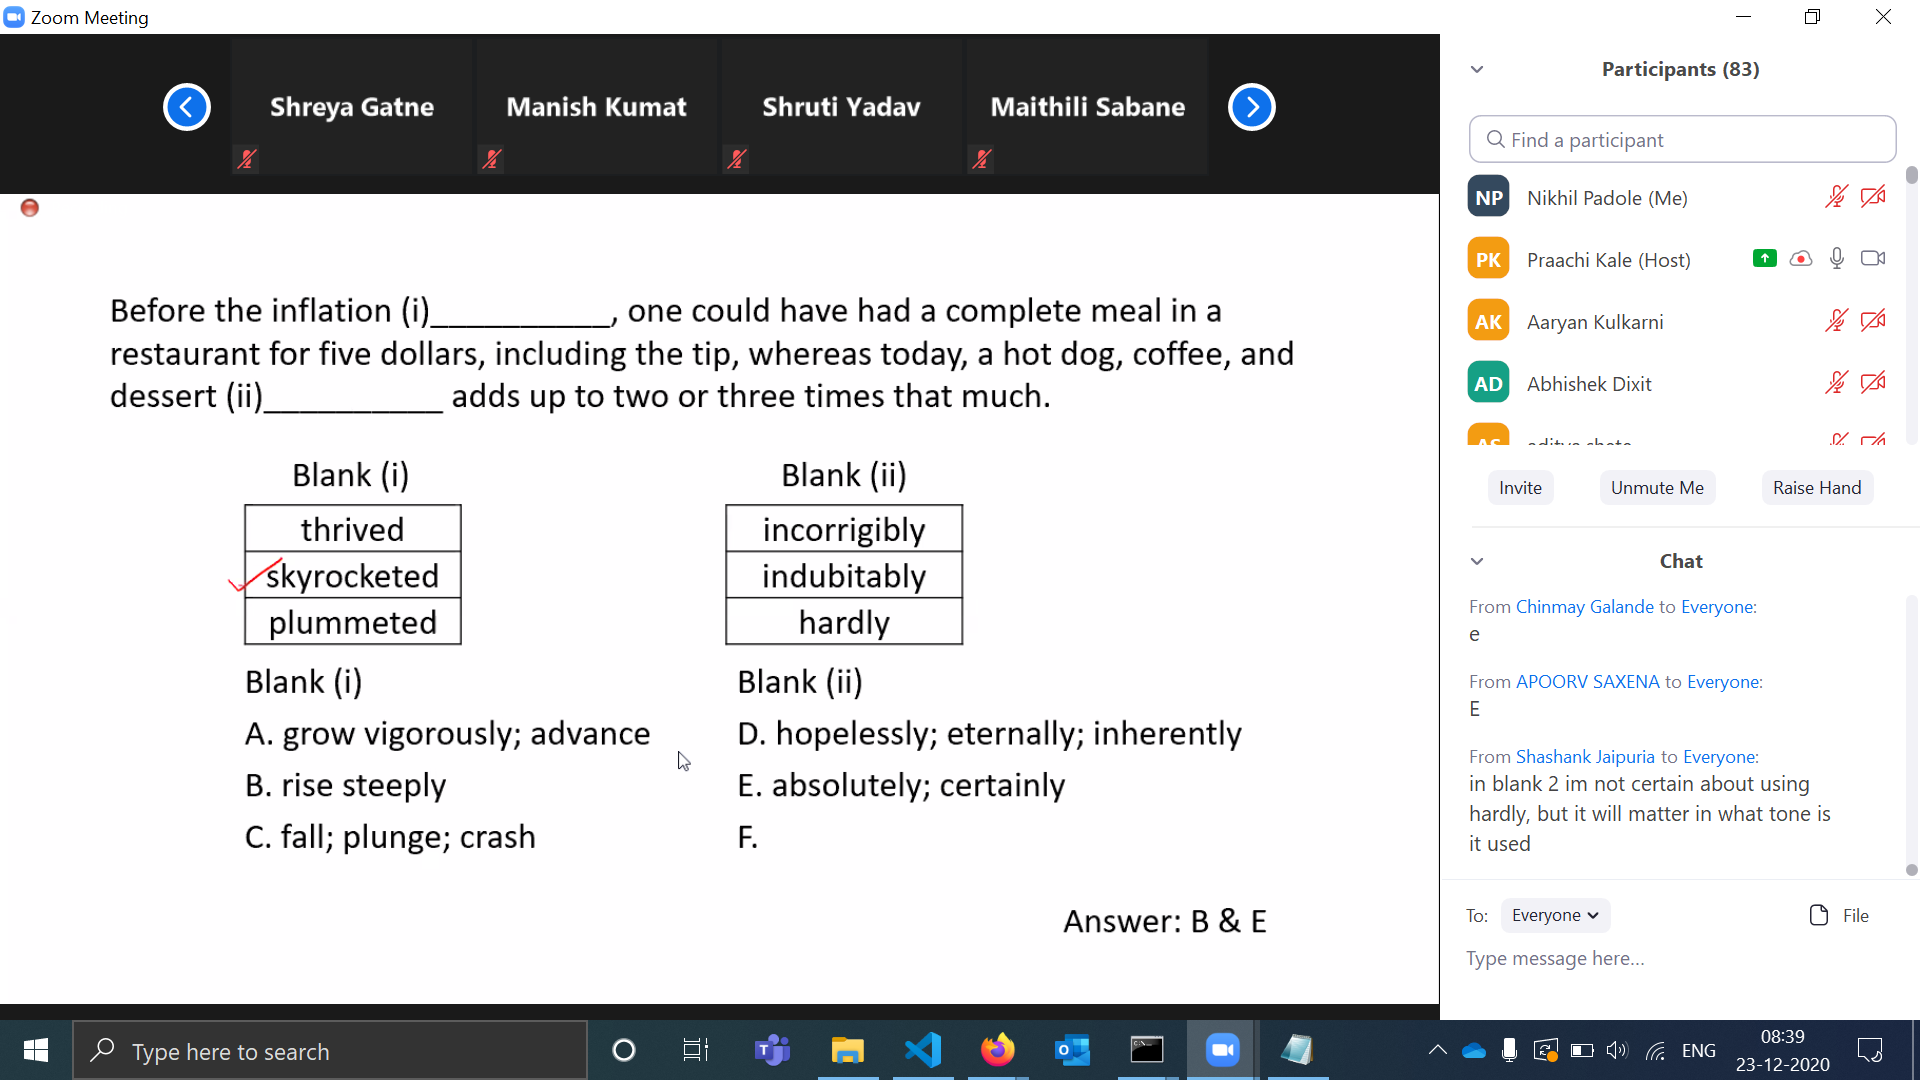 Zoom Meeting
Shreya Gatne
Manish Kumat
Shruti Yadav
Maithili Sabane
Before the inflation (i)__________, one could have had a complete meal in a
restaurant for five dollars, including the tip, whereas today, a hot dog, coffee, and
dessert (ii)__________ adds up to two or three times that much.
Blank (i)
Blank (ii)
thrived
incorrigibly
skyrocketed
indubitably
plummeted
hardly
Blank (i)
Blank (ii)
A. grow vigorously; advance
D. hopelessly; eternally; inherently
B. rise steeply
E. absolutely; certainly
C. fall; plunge; crash
F.
Answer: B & E
Participants (83)
Find a participant
NP Nikhil Padole (Me)
PK Praachi Kale (Host)
AK Aaryan Kulkarni
AD Abhishek Dixit
Invite
Unmute Me
Raise Hand
Chat
From Chinmay Galande to Everyone:
e
From APOORV SAXENA to Everyone:
E
From Shashank Jaipuria to Everyone:
in blank 2 im not certain about using
hardly, but it will matter in what tone is
it used
To: Everyone
File
Type message here...
Type here to search
ENG
08:39
23-12-2020